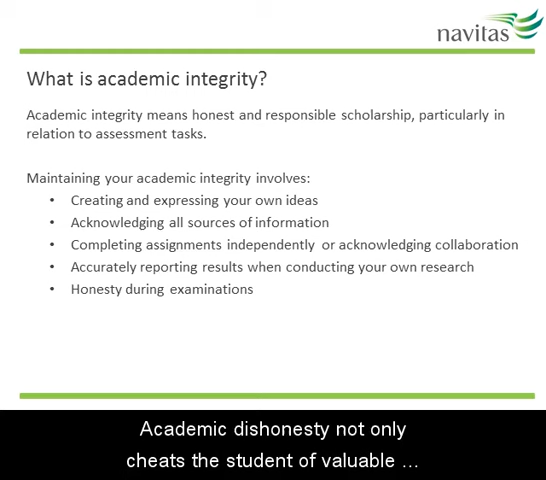 navitas
What is academic integrity?
Academic integrity means honest and responsible scholarship, particularly in
relation to assessment tasks.
Maintaining your academic integrity involves:
• Creating and expressing your own ideas
• Acknowledging all sources of information
• Completing assignments independently or acknowledging collaboration
• Accurately reporting results when conducting your own research
• Honesty during examinations
Academic dishonesty not only
cheats the student of valuable ...